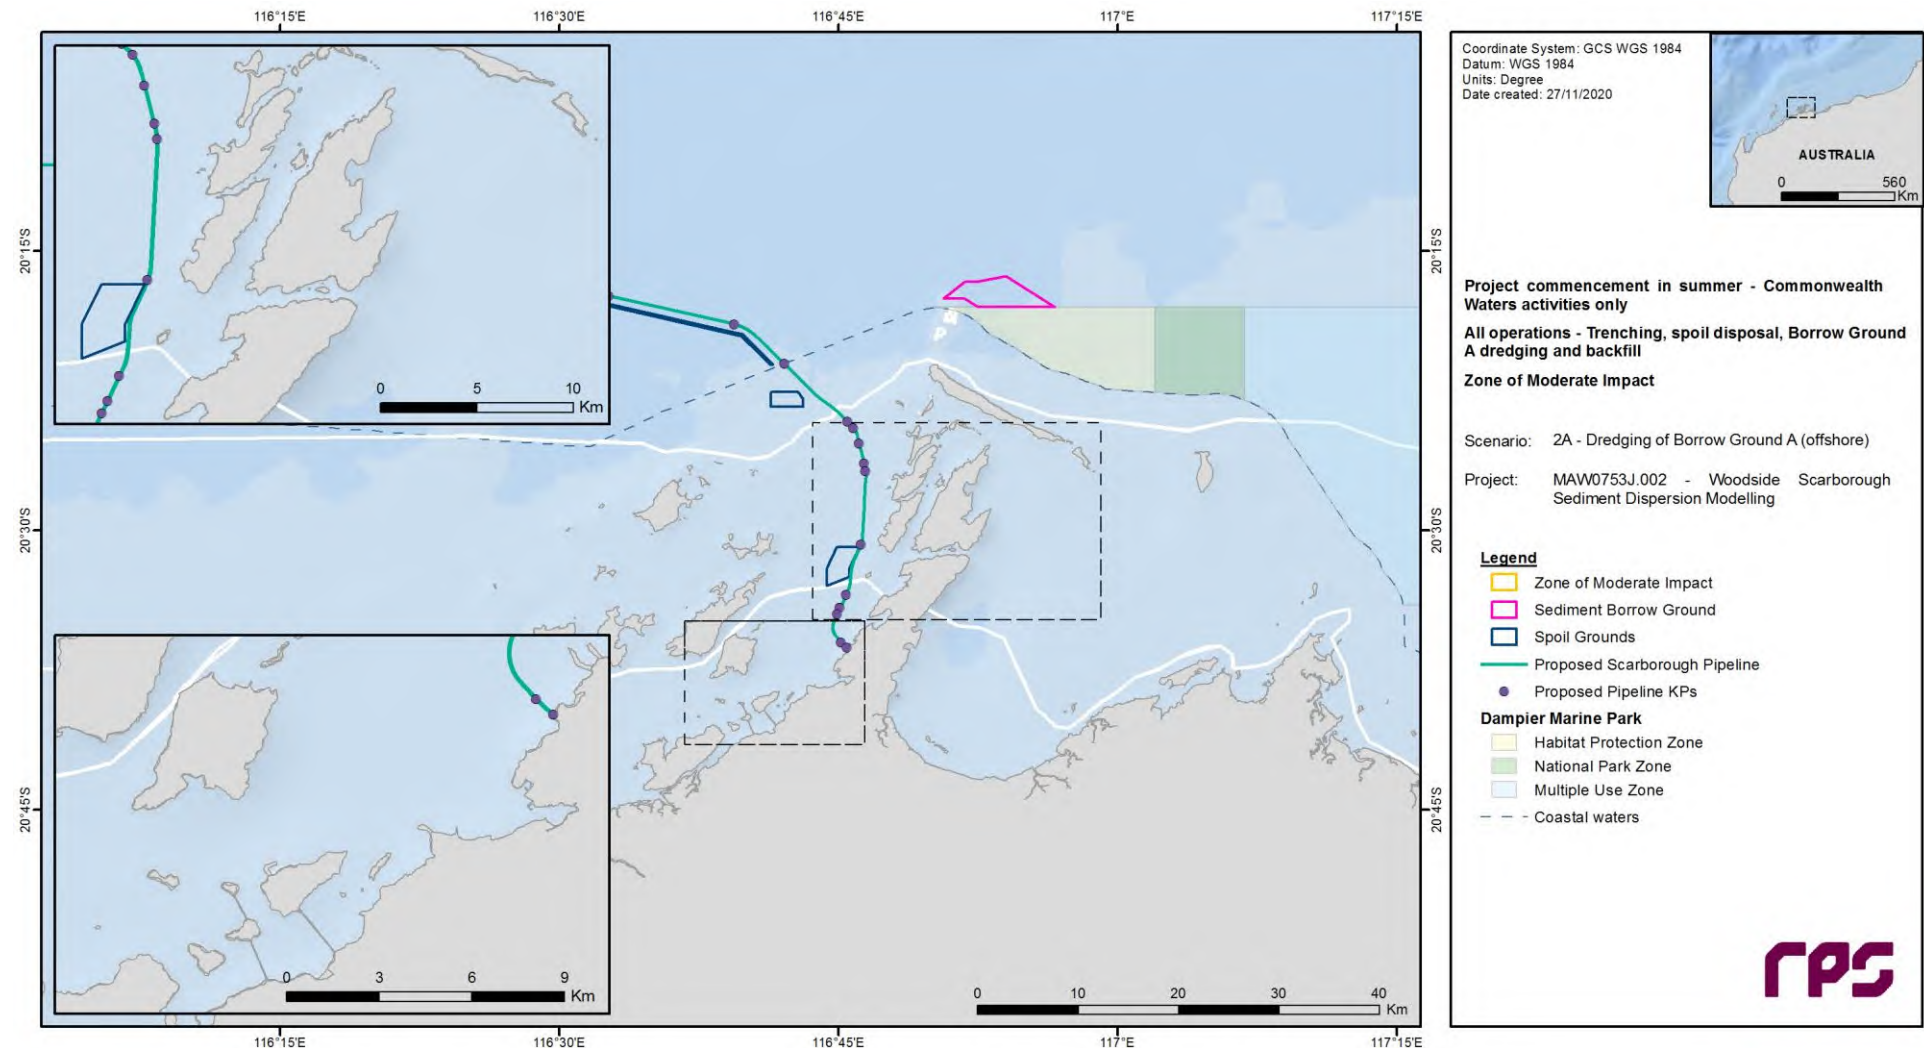 116°15'E
116°30'E
116°45'E
117°E
117°15'E
20°15'S
20°30'S
20°45'S
20°15'S
20°30'S
20°45'S
0 5 10
Km
0 3 6 9
Km
0 10 20 30 40
Km
116°15'E
116°30'E
116°45'E
117°E
117°15'E
Coordinate System: GCS WGS 1984
Datum: WGS 1984
Units: Degree
Date created: 27/11/2020
AUSTRALIA
0 560
Km
Project commencement in summer - Commonwealth
Waters activities only
All operations - Trenching, spoil disposal, Borrow Ground
A dredging and backfill
Zone of Moderate Impact
Scenario: 2A - Dredging of Borrow Ground A (offshore)
Project: MAW0753J.002 - Woodside Scarborough
Sediment Dispersion Modelling
Legend
Zone of Moderate Impact
Sediment Borrow Ground
Spoil Grounds
Proposed Scarborough Pipeline
Proposed Pipeline KPs
Dampier Marine Park
Habitat Protection Zone
National Park Zone
Multiple Use Zone
Coastal waters
rps